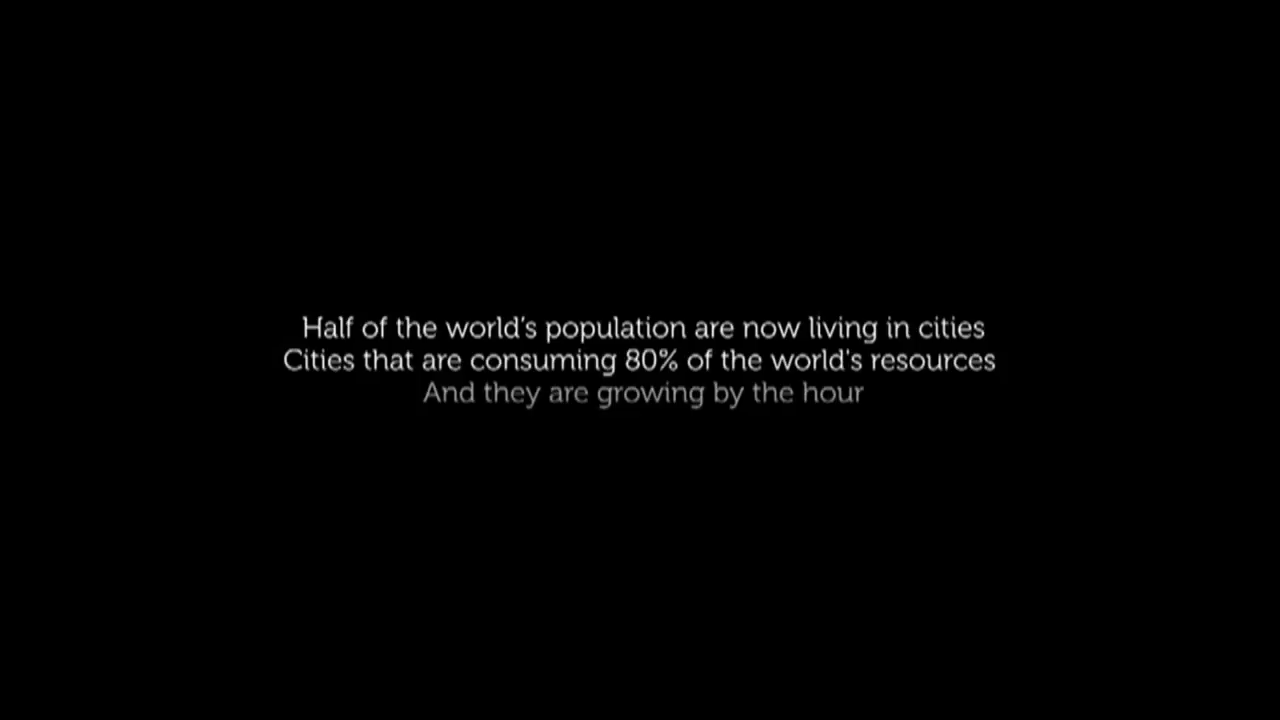 Half of the world's population are now living in cities
Cities that are consuming 80% of the world's resources
And they are growing by the hour